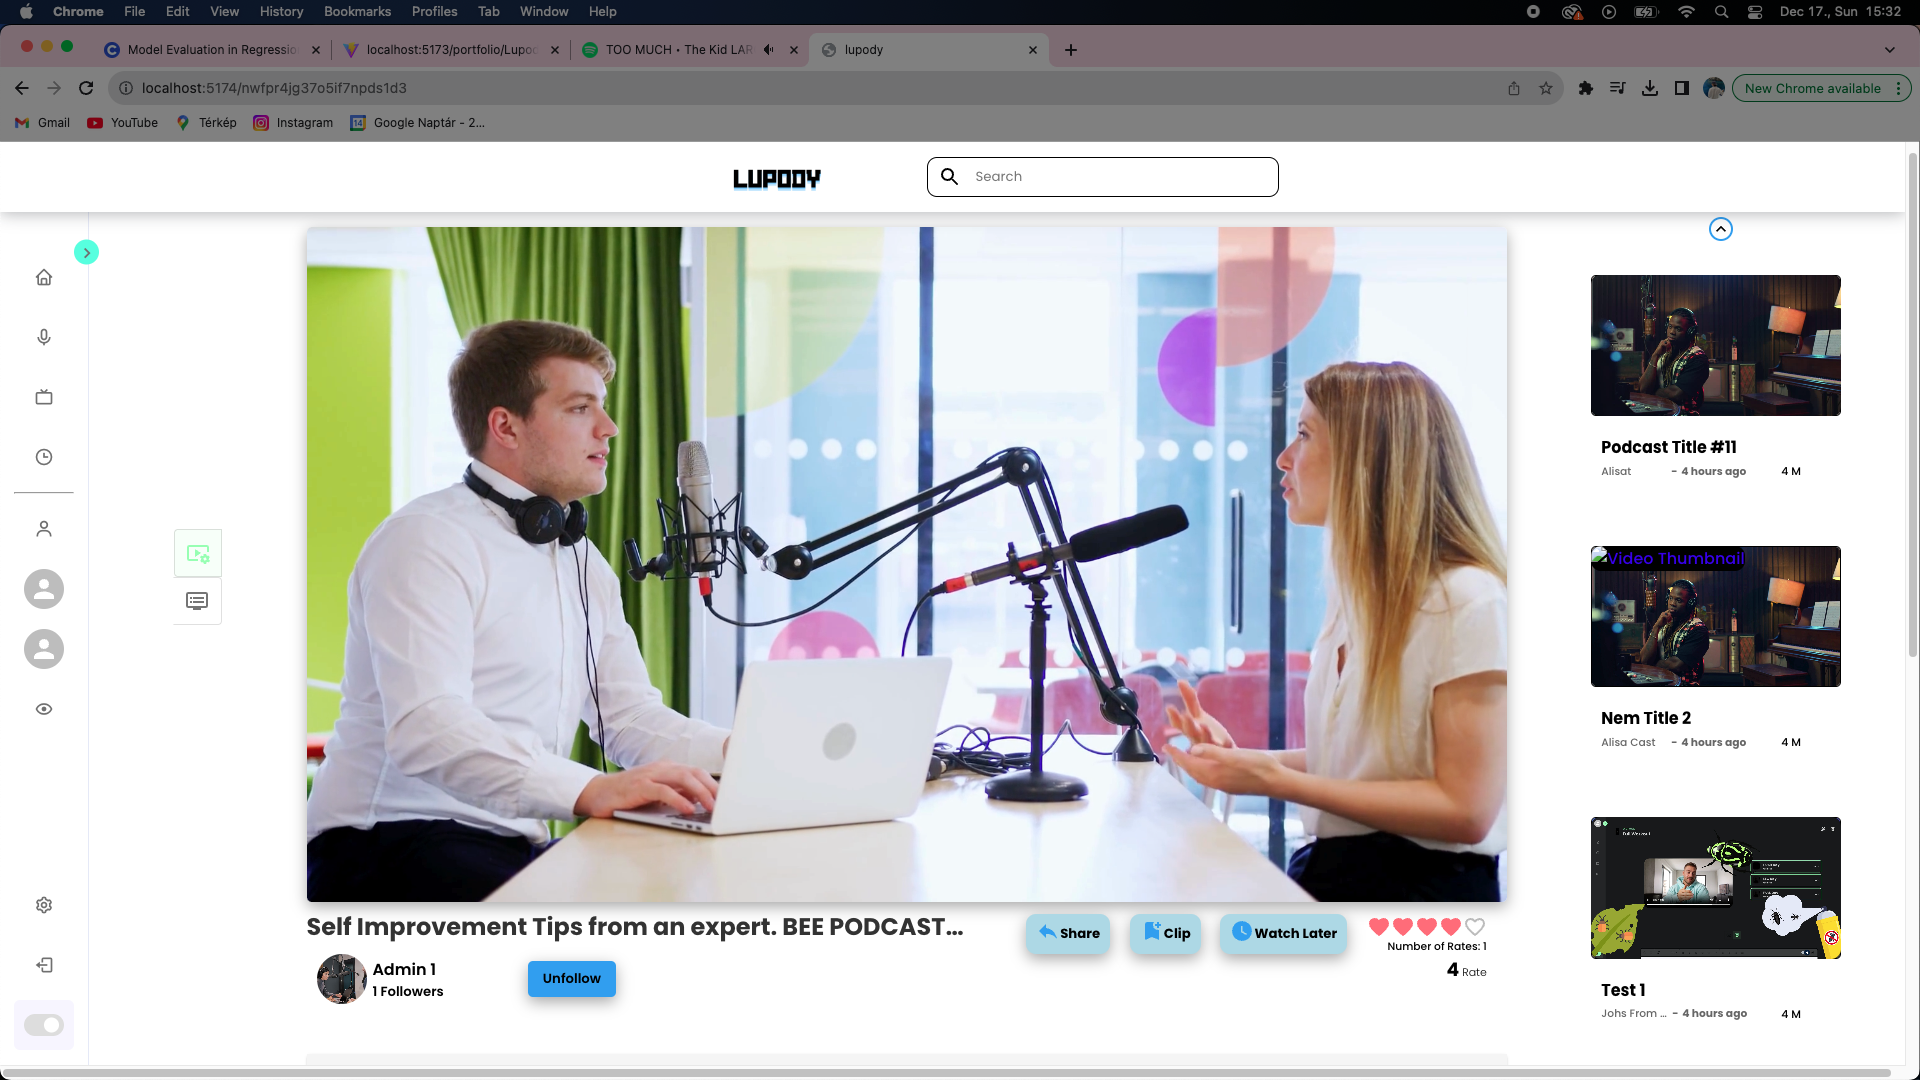 Chrome File Edit View History Bookmarks Profiles Tab Window Help Dec 17., Sun 15:32
Model Evaluation in Regressio localhost:5173/portfolio/Lupo TOO MUCH • The Kid LAR lupody
localhost:5174/nwfpr4jg37o5if7npds1d3 New Chrome available
Gmail YouTube Térkép Instagram 14 Google Naptár - 2...
LUPODY Search
Podcast Title #11
Alisat - 4 hours ago 4 M
Video Thumbnail
Nem Title 2
Alisa Cast - 4 hours ago 4 M
Test 1
Johs From ... - 4 hours ago 4 M
Self Improvement Tips from an expert. BEE PODCAST...
Share Clip Watch Later
Number of Rates: 1
4 Rate
Admin 1
1 Followers
Unfollow